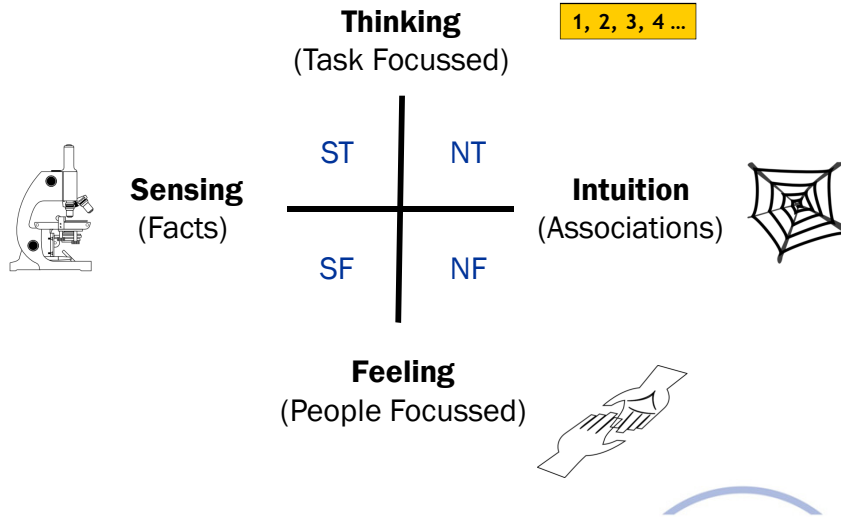 Thinking
(Task Focussed)
1, 2, 3, 4 ...
ST
NT
Sensing
(Facts)
Intuition
(Associations)
SF
NF
Feeling
(People Focussed)